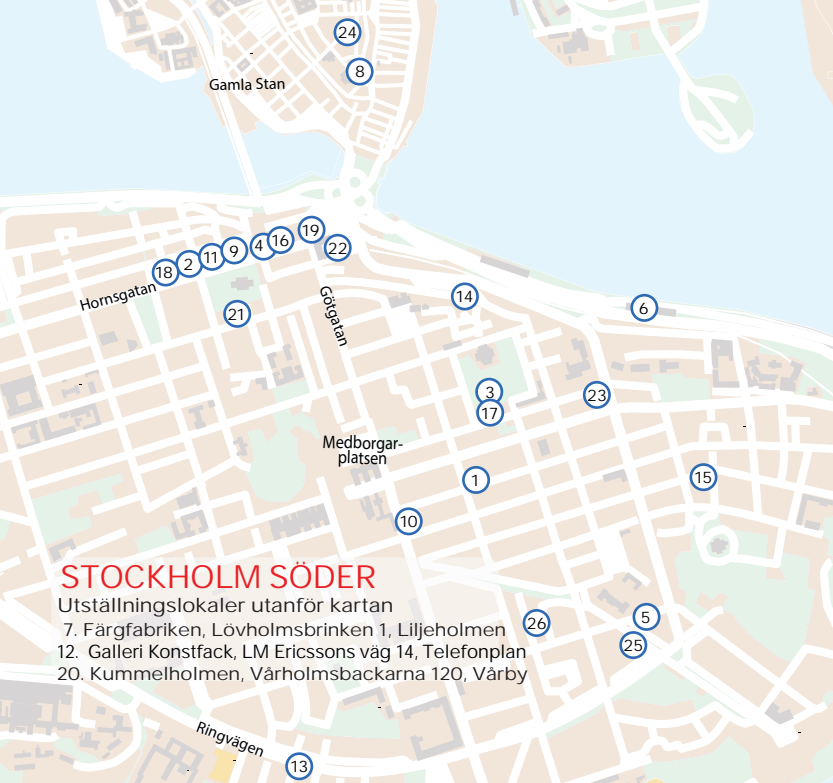 24
8
Gamla Stan
19
16
4
22
9
11
2
18
Hornsgatan
14
6
21
Götgatan
3
23
17
Medborgar-
platsen
1
15
10
STOCKHOLM SÖDER
Utställningslokaler utanför kartan
7. Färgfabriken, Lövholmsbrinken 1, Liljeholmen
12. Galleri Konstfack, LM Ericssons väg 14, Telefonplan
20. Kummelholmen, Vårholmsbackarna 120, Vårby
5
26
25
Ringvägen
13